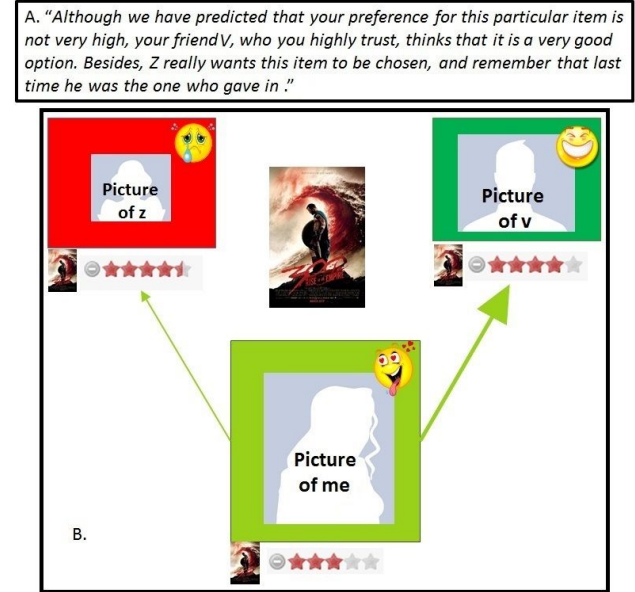 A. “Although we have predicted that your preference for this particular item is
not very high, your friend V, who you highly trust, thinks that it is a very good
option. Besides, Z really wants this item to be chosen, and remember that last
time he was the one who gave in .”
Picture
of z
Picture
of v
Picture
of me
B.